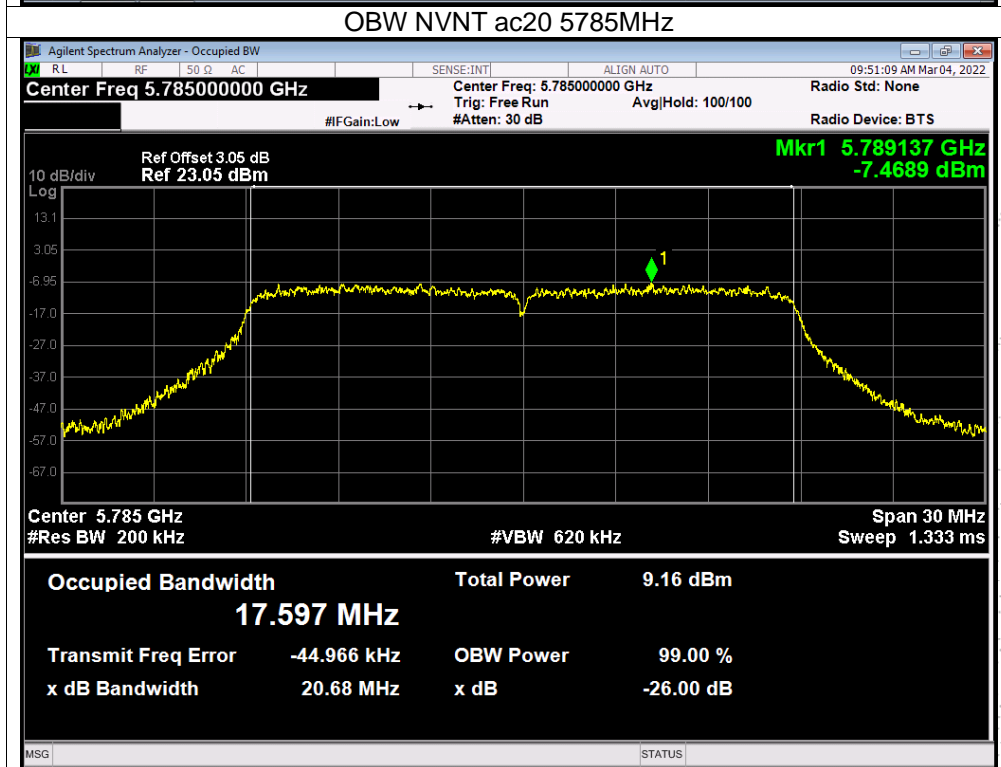 OBW NVNT ac20 5785MHz
Agilent Spectrum Analyzer - Occupied BW
LXI RL RF 50 Ω AC SENSE:INT ALIGN AUTO 09:51:09 AM Mar 04, 2022
Center Freq 5.785000000 GHz Center Freq: 5.785000000 GHz Radio Std: None
Trig: Free Run Avg|Hold: 100/100
#IFGain:Low #Atten: 30 dB Radio Device: BTS
Mkr1 5.789137 GHz
-7.4689 dBm
Ref Offset 3.05 dB
10 dB/div Ref 23.05 dBm
Log
13.1
3.05
1
-6.95
-17.0
-27.0
-37.0
-47.0
-57.0
-67.0
Center 5.785 GHz Span 30 MHz
#Res BW 200 kHz #VBW 620 kHz Sweep 1.333 ms
Occupied Bandwidth Total Power 9.16 dBm
17.597 MHz
Transmit Freq Error -44.966 kHz OBW Power 99.00 %
x dB Bandwidth 20.68 MHz x dB -26.00 dB
MSG STATUS